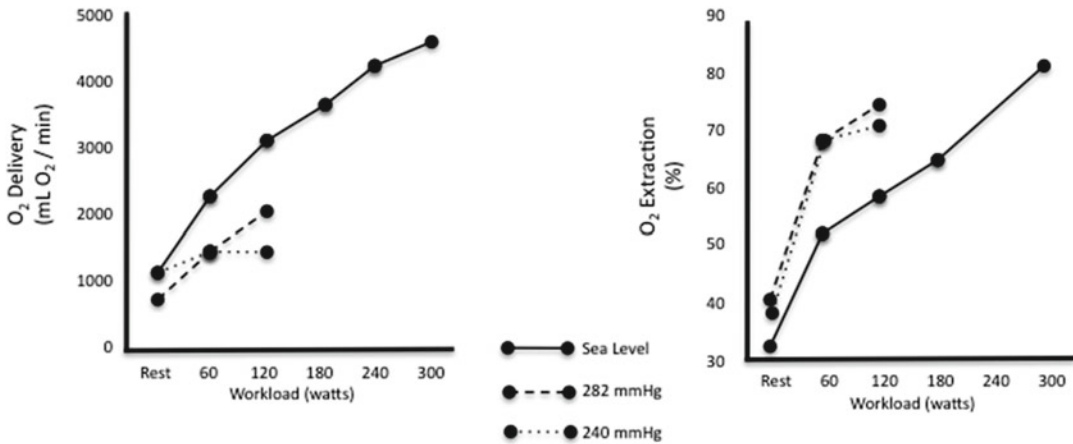 O2 Delivery
(mL O2 / min)
5000
4000
3000
2000
1000
0
Rest 60 120 180 240 300
Workload (watts)
Sea Level
282 mmHg
240 mmHg
O2 Extraction
(%)
90
80
70
60
50
40
30
Rest 60 120 180 240 300
Workload (watts)